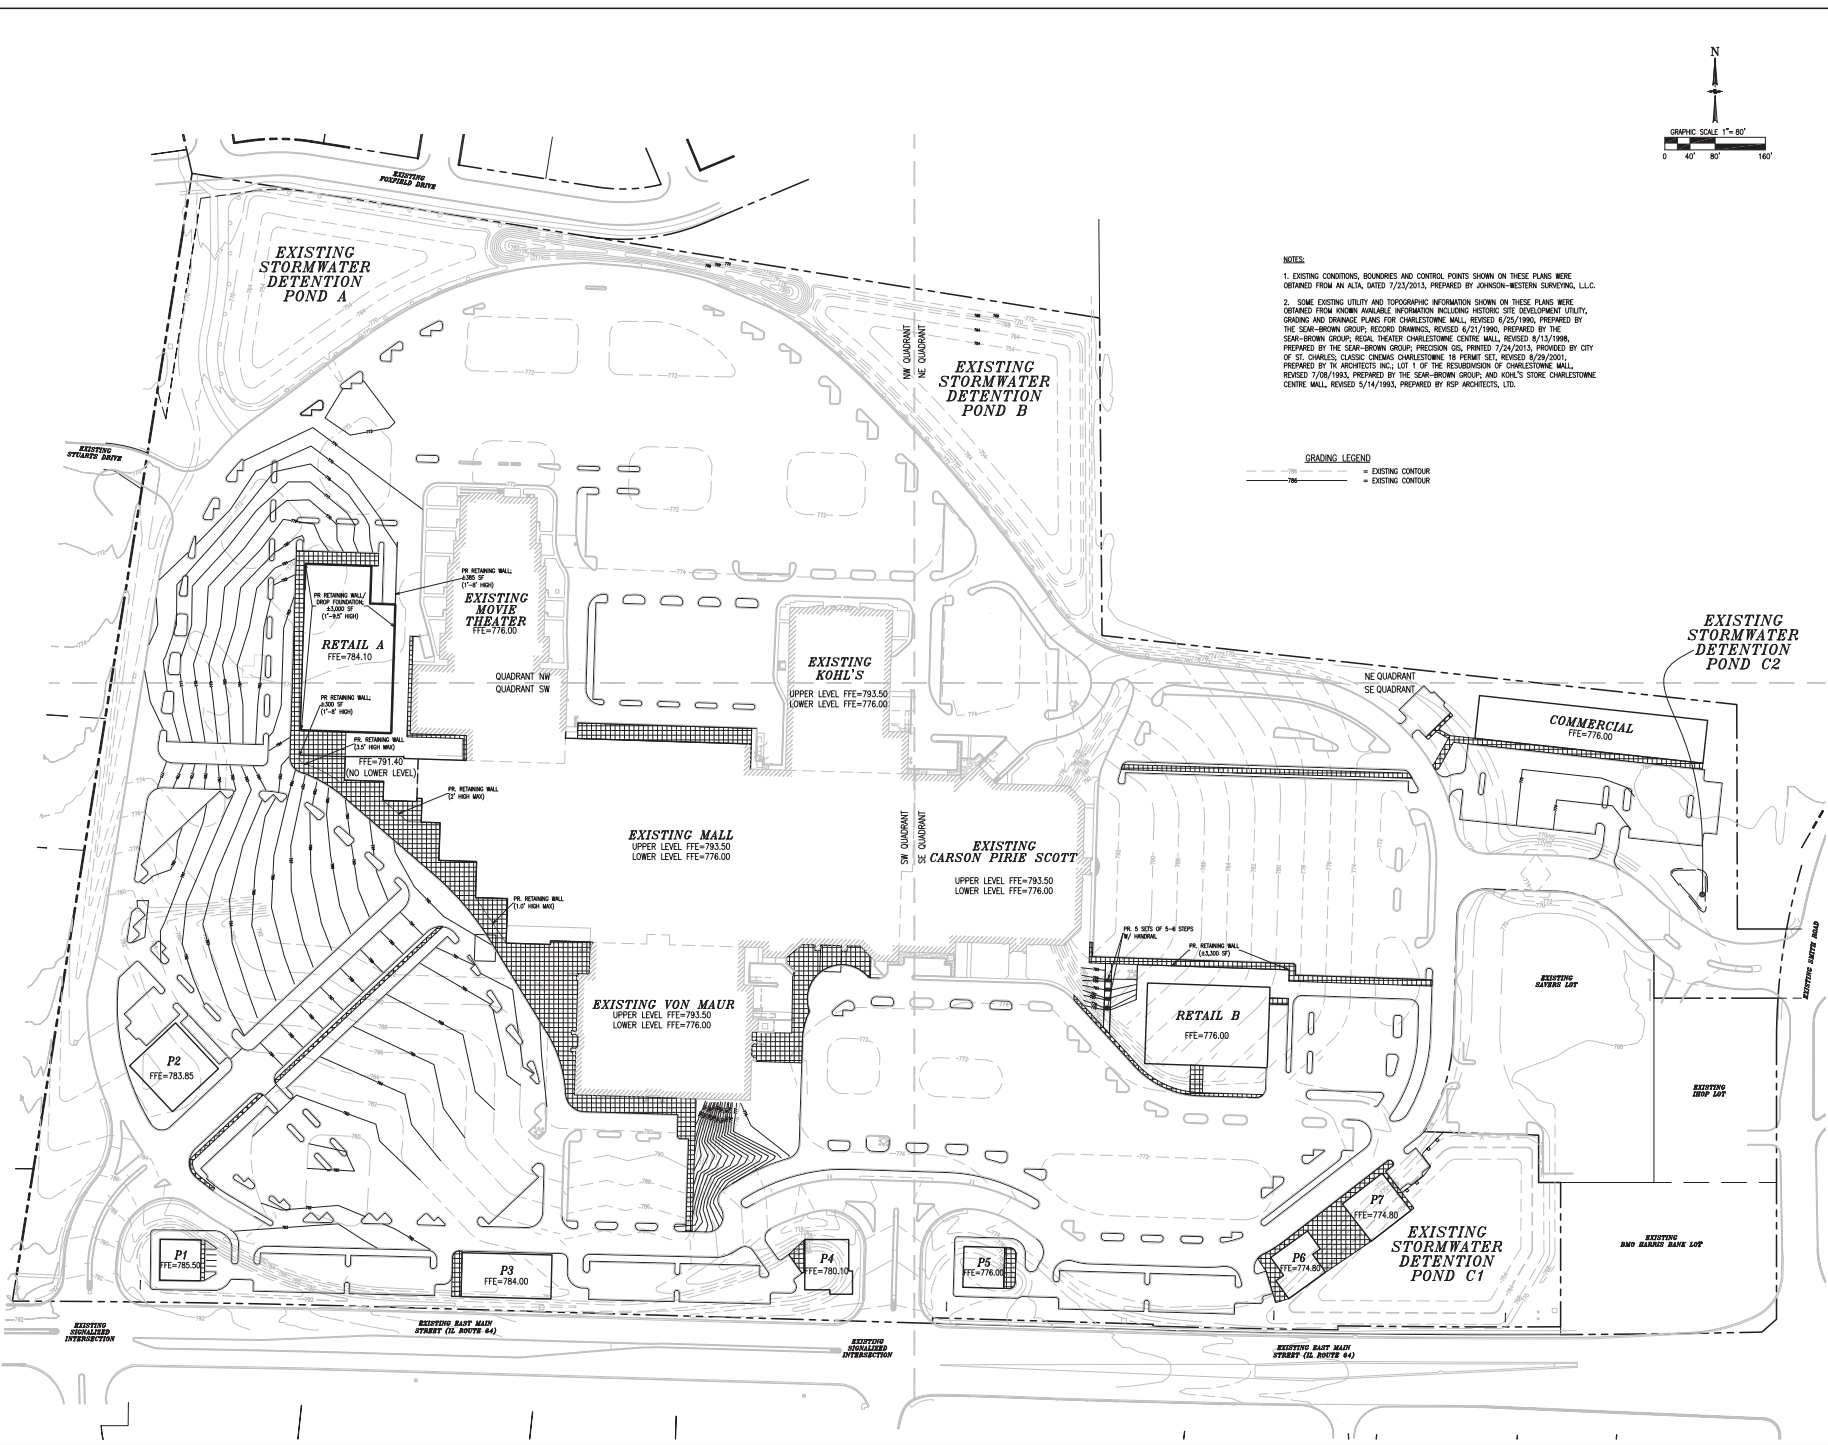 N
GRAPHIC SCALE 1"= 80'
0 40' 80' 160'
EXISTING
FOXFIELD DRIVE
EXISTING
STORMWATER
DETENTION
POND A
NOTES:
1. EXISTING CONDITIONS, BOUNDRIES AND CONTROL POINTS SHOWN ON THESE PLANS WERE
OBTAINED FROM AN ALTA, DATED 7/23/2013, PREPARED BY JOHNSON-WESTERN SURVEYING, L.L.C.
2. SOME EXISTING UTILITY AND TOPOGRAPHIC INFORMATION SHOWN ON THESE PLANS WERE
OBTAINED FROM KNOWN AVAILABLE INFORMATION INCLUDING HISTORIC SITE DEVELOPMENT UTILITY,
GRADING AND DRAINAGE PLANS FOR CHARLESTOWNE MALL, REVISED 6/25/1990, PREPARED BY
THE SEAR-BROWN GROUP; RECORD DRAWINGS, REVISED 6/21/1990, PREPARED BY THE
SEAR-BROWN GROUP; REGAL THEATER CHARLESTOWNE CENTRE MALL, REVISED 8/13/1998,
PREPARED BY THE SEAR-BROWN GROUP; PRECISION GIS, PRINTED 7/24/2013, PROVIDED BY CITY
OF ST. CHARLES; CLASSIC CINEMAS CHARLESTOWNE 18 PERMIT SET, REVISED 8/29/2001,
PREPARED BY TK ARCHITECTS INC.; LOT 1 OF THE RESUBDIVISION OF CHARLESTOWNE MALL,
REVISED 7/08/1993, PREPARED BY THE SEAR-BROWN GROUP; AND KOHL'S STORE CHARLESTOWNE
CENTRE MALL, REVISED 5/14/1993, PREPARED BY RSP ARCHITECTS, LTD.
NW QUADRANT
NE QUADRANT
EXISTING
STORMWATER
DETENTION
POND B
GRADING LEGEND
786 = EXISTING CONTOUR
786 = EXISTING CONTOUR
EXISTING
STUARTS DRIVE
772
772
772
772
774
PR RETAINING WALL;
±385 SF
(1'-8' HIGH)
PR RETAINING WALL/
DROP FOUNDATION;
±3,000 SF
(1'-9.5' HIGH)
EXISTING
MOVIE
THEATER
FFE=776.00
RETAIL A
FFE=784.10
EXISTING
KOHL'S
UPPER LEVEL FFE=793.50
LOWER LEVEL FFE=776.00
EXISTING
STORMWATER
DETENTION
POND C2
QUADRANT NW
QUADRANT SW
NE QUADRANT
SE QUADRANT
PR RETAINING WALL;
±300 SF
(1'-8' HIGH)
COMMERCIAL
FFE=776.00
PR. RETAINING WALL
(3.5' HIGH MAX)
FFE=791.40
(NO LOWER LEVEL)
PR. RETAINING WALL
(2' HIGH MAX)
SW QUADRANT
SE QUADRANT
EXISTING MALL
UPPER LEVEL FFE=793.50
LOWER LEVEL FFE=776.00
EXISTING
CARSON PIRIE SCOTT
UPPER LEVEL FFE=793.50
LOWER LEVEL FFE=776.00
PR. RETAINING WALL
(1.0' HIGH MAX)
PR. 5 SETS OF 5-6 STEPS
W/ HANDRAIL
PR. RETAINING WALL
(±3,300 SF)
EXISTING SMITH ROAD
EXISTING
SAVERS LOT
EXISTING VON MAUR
UPPER LEVEL FFE=793.50
LOWER LEVEL FFE=776.00
RETAIL B
FFE=776.00
P2
FFE=783.85
EXISTING
IHOP LOT
P7
FFE=774.80
EXISTING
STORMWATER
DETENTION
POND C1
EXISTING
BMO HARRIS BANK LOT
P1
FFE=785.50
P3
FFE=784.00
P4
FFE=780.10
P5
FFE=776.00
P6
FFE=774.80
EXISTING
SIGNALIZED
INTERSECTION
EXISTING EAST MAIN
STREET (IL ROUTE 64)
EXISTING
SIGNALIZED
INTERSECTION
EXISTING EAST MAIN
STREET (IL ROUTE 64)